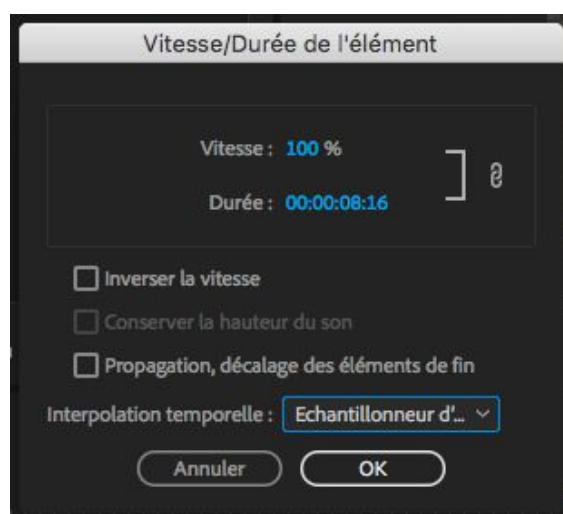 Vitesse/Durée de l'élément
Vitesse : 100 %
Durée : 00:00:08:16
Inverser la vitesse
Conserver la hauteur du son
Propagation, décalage des éléments de fin
Interpolation temporelle : Echantillonneur d'...
Annuler OK